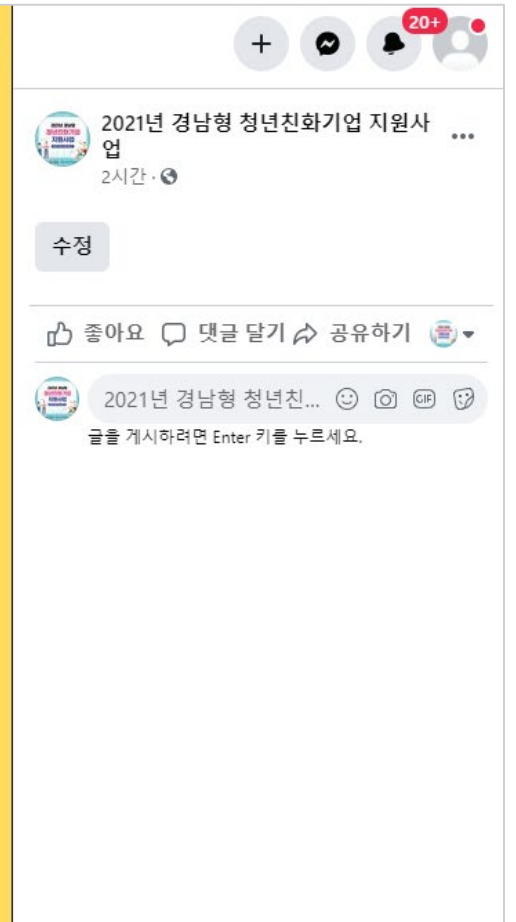 20+
2021년 경남형 청년친화기업 지원사
업
2시간 ·
수정
좋아요 댓글 달기 공유하기
2021년 경남형 청년친... GIF
글을 게시하려면 Enter 키를 누르세요.